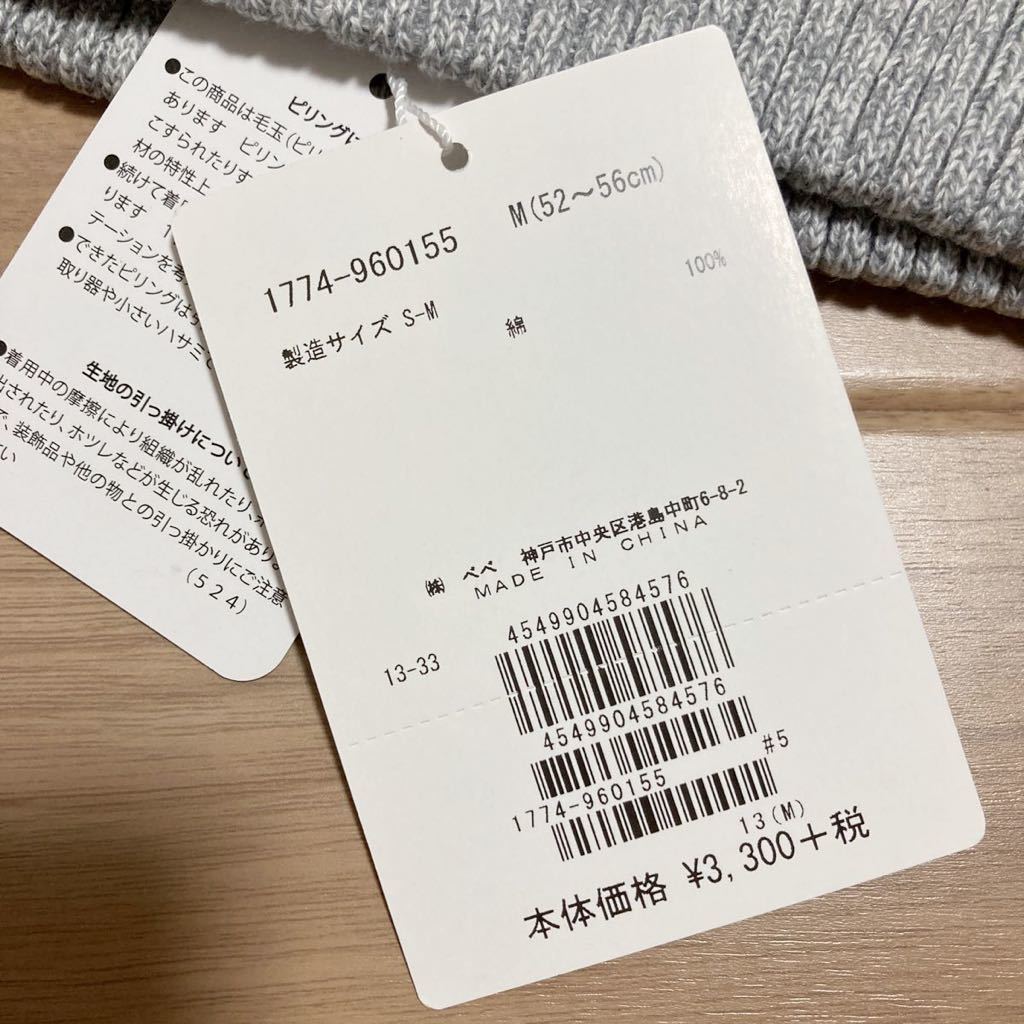 ピリングに
●この商品は毛玉(ピリ
あります ピリン
こすられたりす
材の特性上
●続けて着用
ります
テーションを考
●できたピリングは
取り器や小さいハサミ
生地の引っ掛けについ
●着用中の摩擦により組織が乱れたり、
出されたり、ホツレなどが生じる恐れがあり
で、装飾品や他の物との引っ掛かりにご注意
い
(524)
1774-960155 M(52～56cm)
製造サイズ S-M 綿 100%
㈱ べべ 神戸市中央区港島中町6-8-2
MADE IN CHINA
4549904584576
13-33
4549904584576
#5
1774-960155
13(M)
本体価格 ¥3,300+税